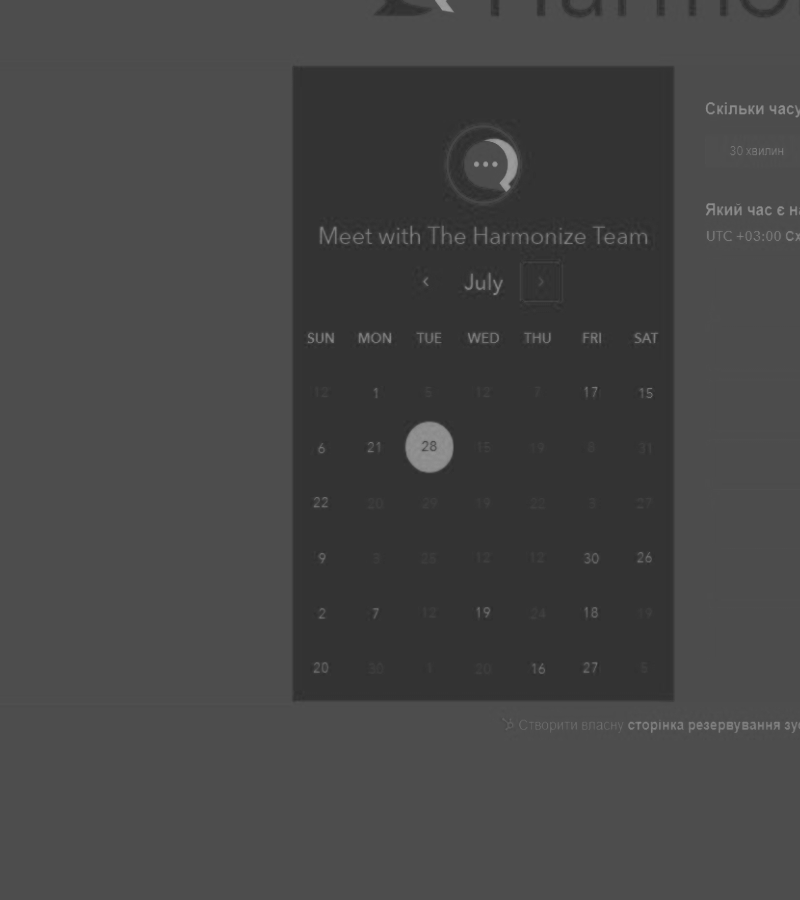 Harmo
Скільки часу
30 хвилин
Meet with The Harmonize Team
Який час є на
UTC +03:00 Сх
‹ July ›
SUN MON TUE WED THU FRI SAT
12 1 5 12 7 17 15
6 21 28 15 19 8 31
22 20 29 19 22 3 27
9 12 12 30 26
2 7 12 19 24 18 19
20 30 1 20 16 27
Створити власну сторінка резервування зу